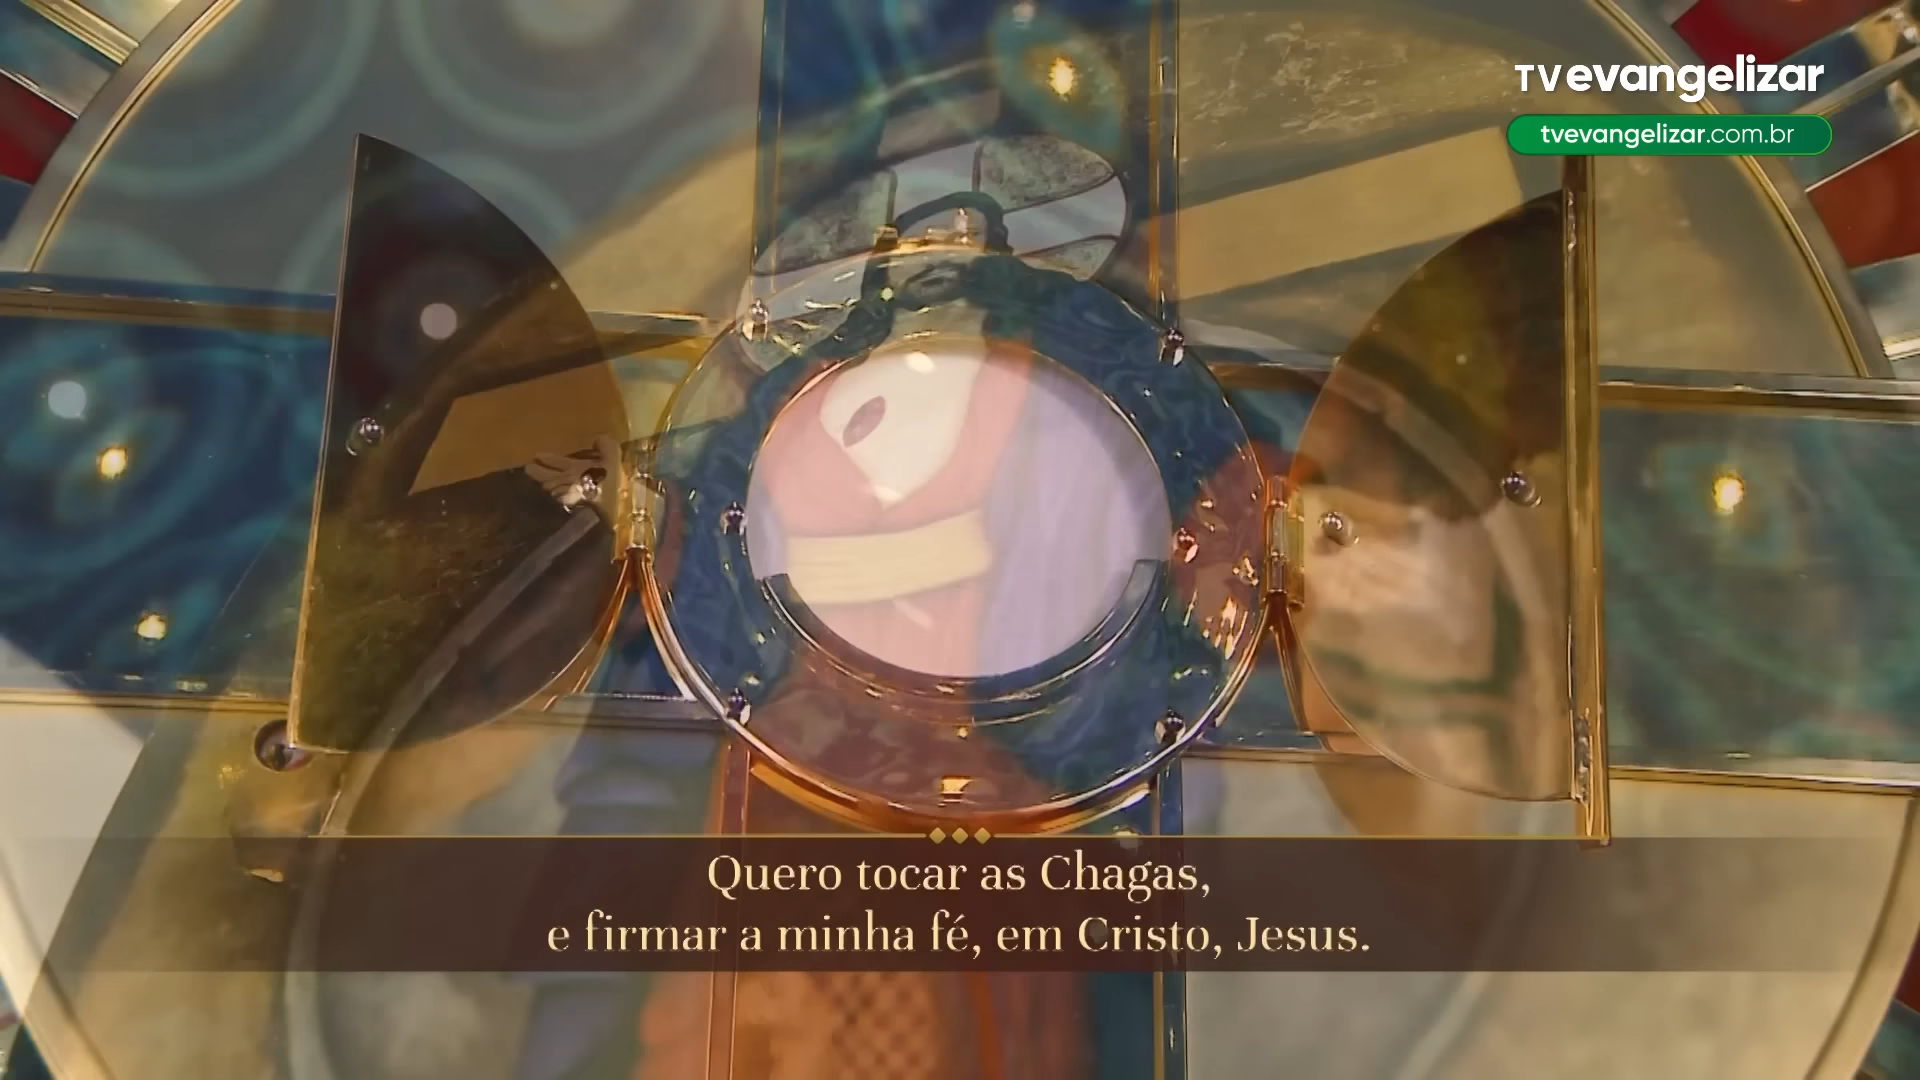 TVevangelizar
tvevangelizar.com.br
Quero tocar as Chagas,
e firmar a minha fé, em Cristo, Jesus.